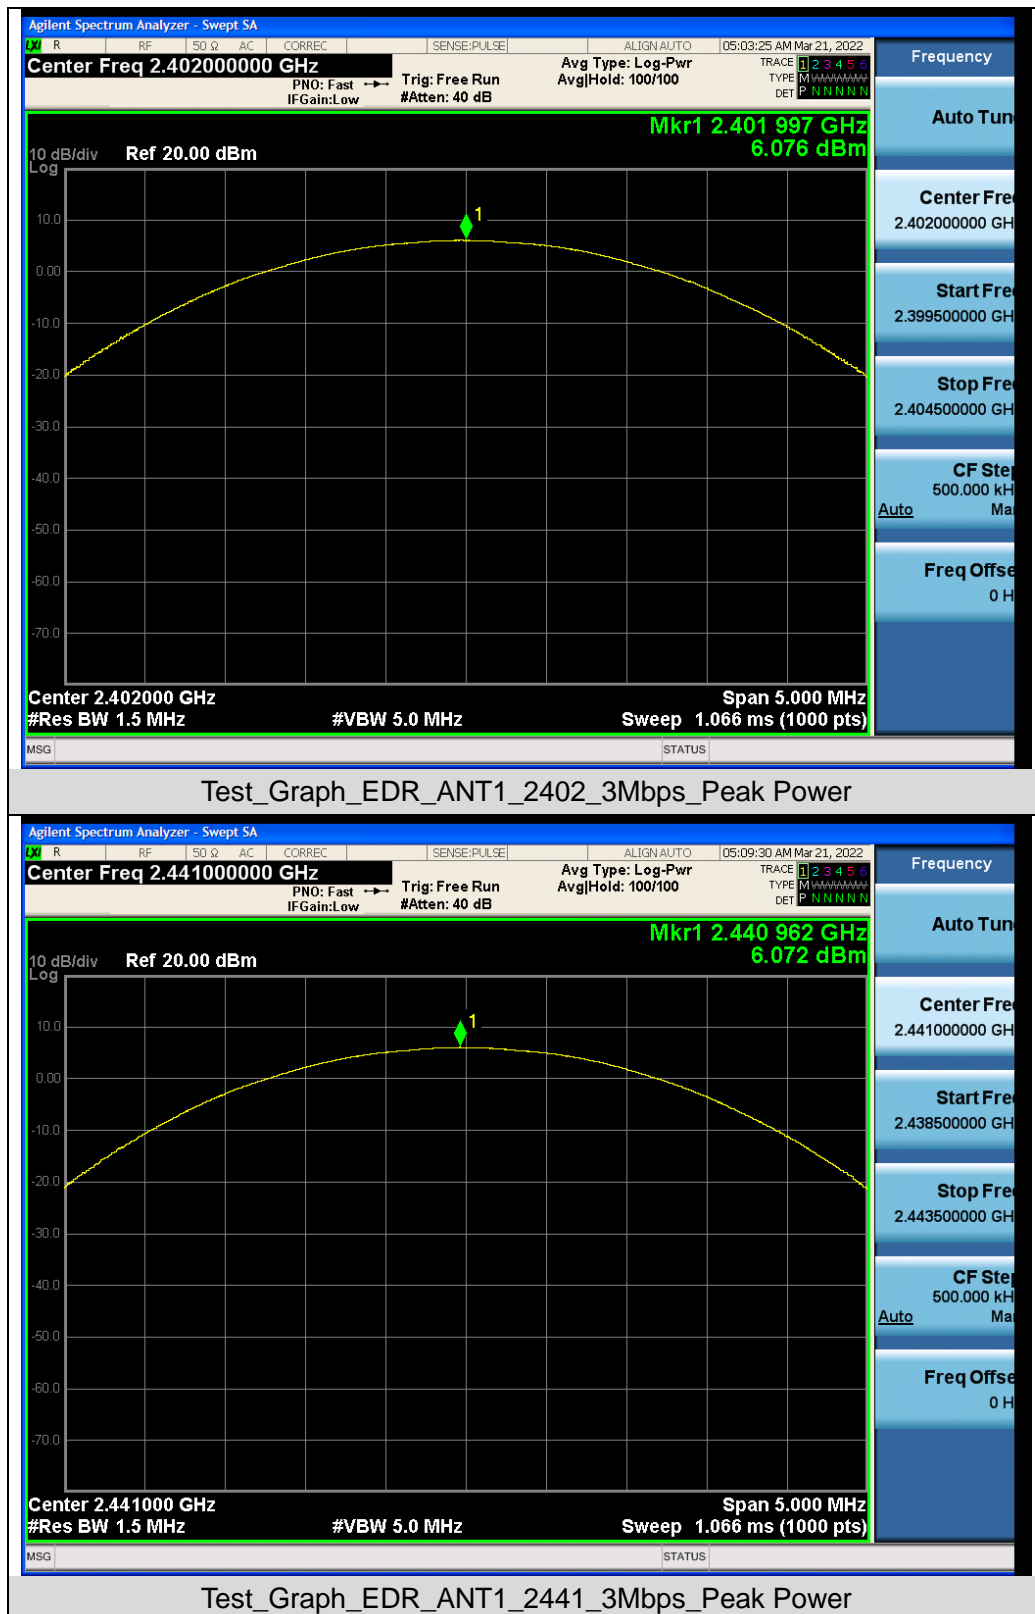 Agilent Spectrum Analyzer - Swept SA
LXI R RF 50 Ω AC CORREC SENSE:PULSE ALIGN AUTO 05:03:25 AM Mar 21, 2022
Center Freq 2.402000000 GHz
PNO: Fast
IFGain:Low
Trig: Free Run
#Atten: 40 dB
Avg Type: Log-Pwr
Avg|Hold: 100/100
TRACE 1 2 3 4 5 6
TYPE M WWWWW
DET P N N N N N
Mkr1 2.401 997 GHz
6.076 dBm
10 dB/div Ref 20.00 dBm
Log
10.0
0.00
-10.0
-20.0
-30.0
-40.0
-50.0
-60.0
-70.0
1
Center 2.402000 GHz Span 5.000 MHz
#Res BW 1.5 MHz #VBW 5.0 MHz Sweep 1.066 ms (1000 pts)
MSG STATUS
Frequency
Auto Tun
Center Fre
2.402000000 GH
Start Fre
2.399500000 GH
Stop Fre
2.404500000 GH
CF Ste
500.000 kH
Auto Ma
Freq Offse
0 H
Test_Graph_EDR_ANT1_2402_3Mbps_Peak Power
Agilent Spectrum Analyzer - Swept SA
LXI R RF 50 Ω AC CORREC SENSE:PULSE ALIGN AUTO 05:09:30 AM Mar 21, 2022
Center Freq 2.441000000 GHz
PNO: Fast
IFGain:Low
Trig: Free Run
#Atten: 40 dB
Avg Type: Log-Pwr
Avg|Hold: 100/100
TRACE 1 2 3 4 5 6
TYPE M WWWWW
DET P N N N N N
Mkr1 2.440 962 GHz
6.072 dBm
10 dB/div Ref 20.00 dBm
Log
10.0
0.00
-10.0
-20.0
-30.0
-40.0
-50.0
-60.0
-70.0
1
Center 2.441000 GHz Span 5.000 MHz
#Res BW 1.5 MHz #VBW 5.0 MHz Sweep 1.066 ms (1000 pts)
MSG STATUS
Frequency
Auto Tun
Center Fre
2.441000000 GH
Start Fre
2.438500000 GH
Stop Fre
2.443500000 GH
CF Ste
500.000 kH
Auto Ma
Freq Offse
0 H
Test_Graph_EDR_ANT1_2441_3Mbps_Peak Power